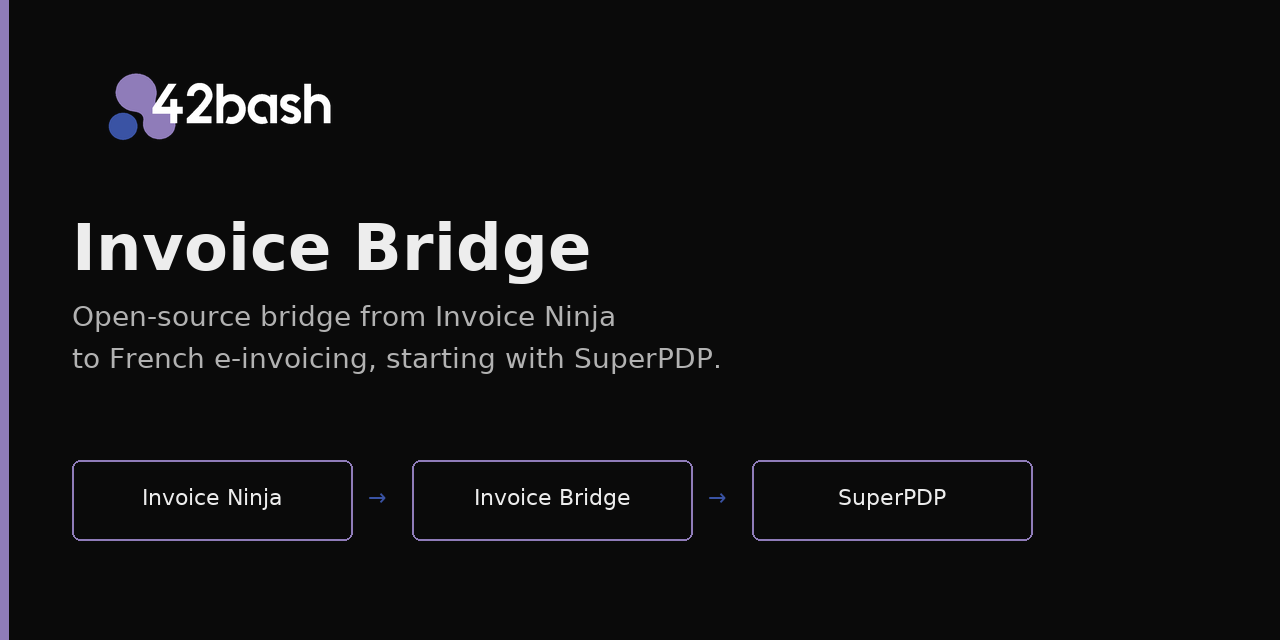 42bash
Invoice Bridge
Open-source bridge from Invoice Ninja
to French e-invoicing, starting with SuperPDP.
Invoice Ninja → Invoice Bridge → SuperPDP